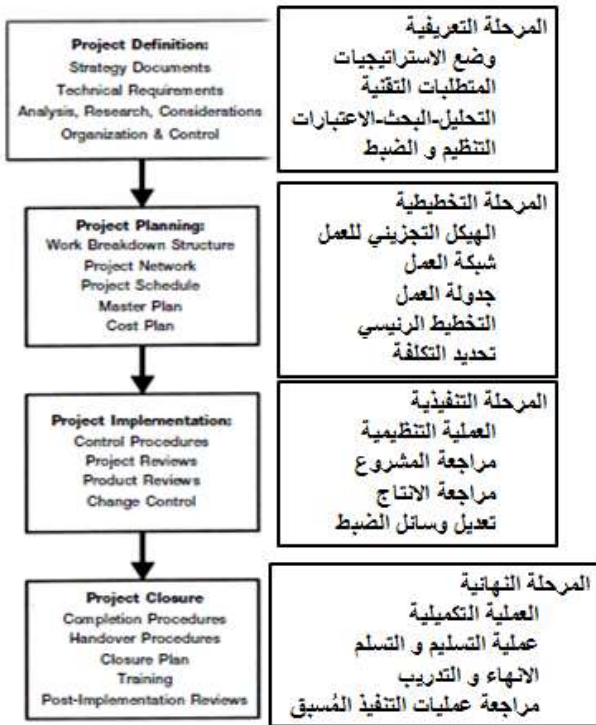 Project Definition:
Strategy Documents
Technical Requirements
Analysis, Research, Considerations
Organization & Control
المرحلة التعريفية
وضع الاستراتيجيات
المتطلبات التقنية
التحليل-البحث-الاعتبارات
التنظيم و الضبط
Project Planning:
Work Breakdown Structure
Project Network
Project Schedule
Master Plan
Cost Plan
المرحلة التخطيطية
الهيكل التجزيئي للعمل
شبكة العمل
جدولة العمل
التخطيط الرئيسي
تحديد التكلفة
Project Implementation:
Control Procedures
Project Reviews
Product Reviews
Change Control
المرحلة التنفيذية
العملية التنظيمية
مراجعة المشروع
مراجعة الانتاج
تعديل وسائل الضبط
Project Closure
Completion Procedures
Handover Procedures
Closure Plan
Training
Post-Implementation Reviews
المرحلة النهائية
العملية التكميلية
عملية التسليم و التسلم
الانهاء و التدريب
مراجعة عمليات التنفيذ المُسبق